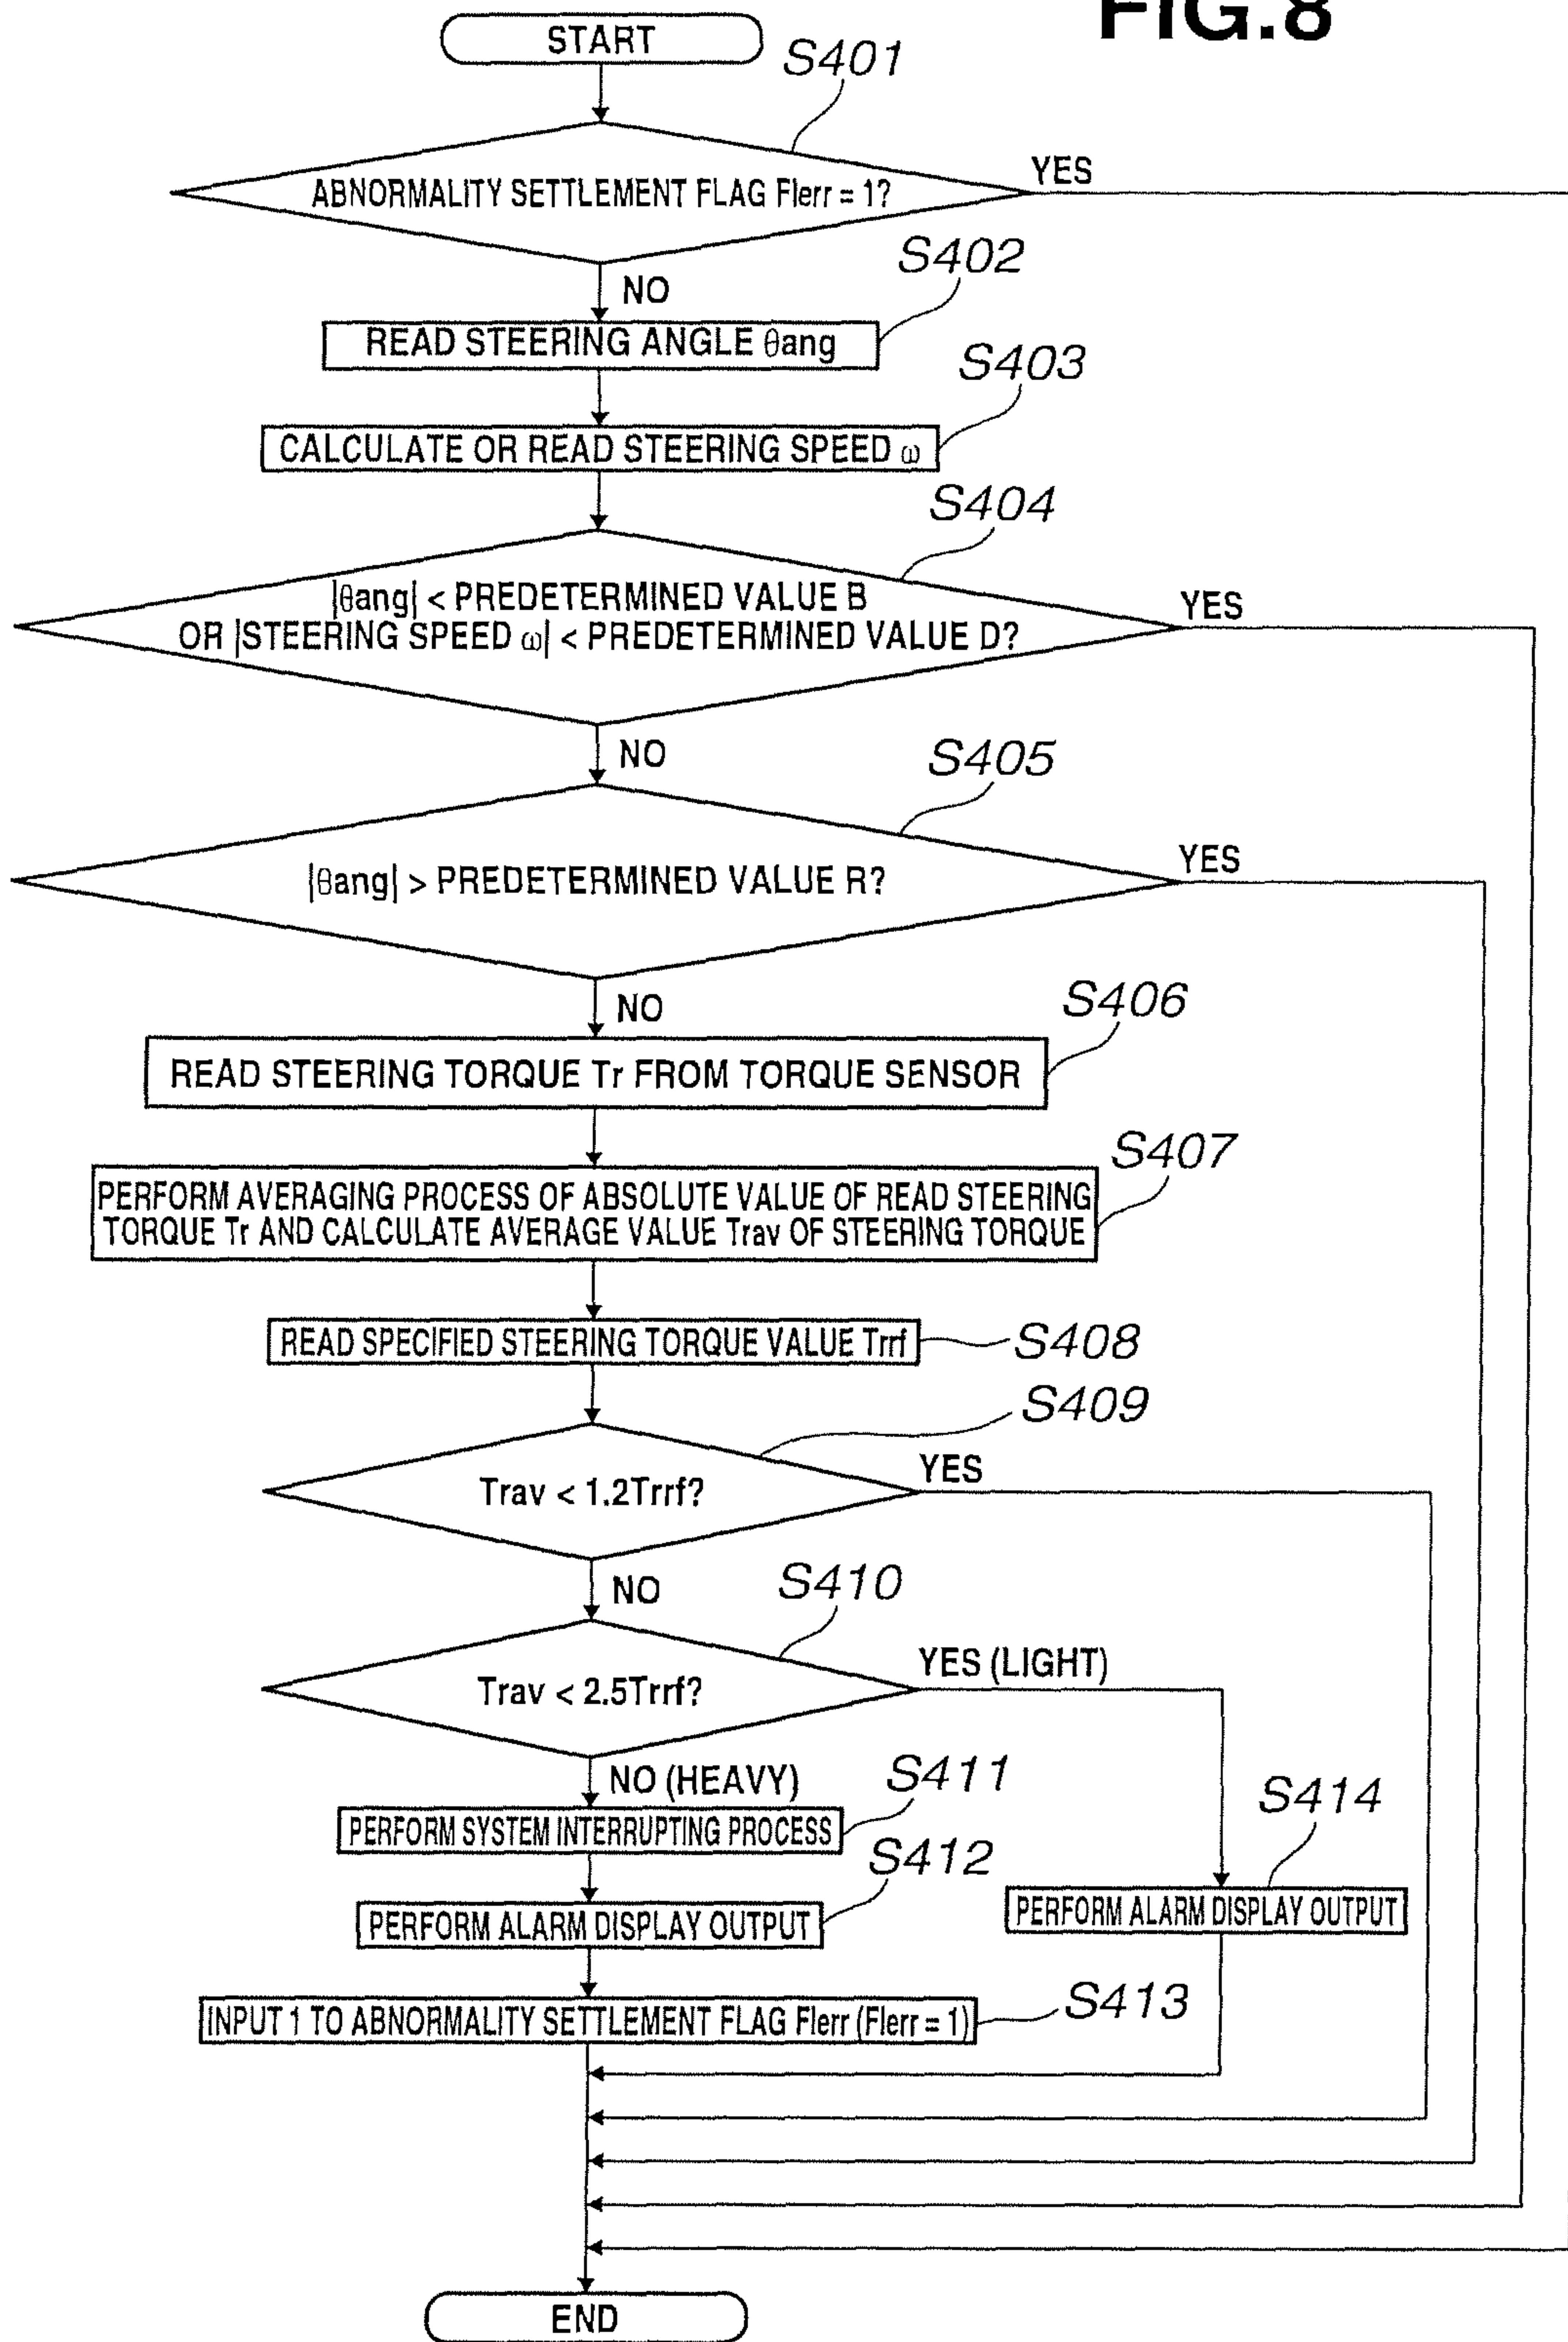 FIG.8
START
S401
ABNORMALITY SETTLEMENT FLAG Flerr = 1?
YES
NO
S402
READ STEERING ANGLE θang
S403
CALCULATE OR READ STEERING SPEED ω
S404
|θang| < PREDETERMINED VALUE B
OR |STEERING SPEED ω| < PREDETERMINED VALUE D?
YES
NO
S405
|θang| > PREDETERMINED VALUE R?
YES
NO
S406
READ STEERING TORQUE Tr FROM TORQUE SENSOR
S407
PERFORM AVERAGING PROCESS OF ABSOLUTE VALUE OF READ STEERING
TORQUE Tr AND CALCULATE AVERAGE VALUE Trav OF STEERING TORQUE
READ SPECIFIED STEERING TORQUE VALUE Trrf
S408
S409
Trav < 1.2Trrf?
YES
NO
S410
Trav < 2.5Trrf?
YES (LIGHT)
NO (HEAVY)
S411
PERFORM SYSTEM INTERRUPTING PROCESS
S412
PERFORM ALARM DISPLAY OUTPUT
S414
PERFORM ALARM DISPLAY OUTPUT
INPUT 1 TO ABNORMALITY SETTLEMENT FLAG Flerr (Flerr = 1)
S413
END